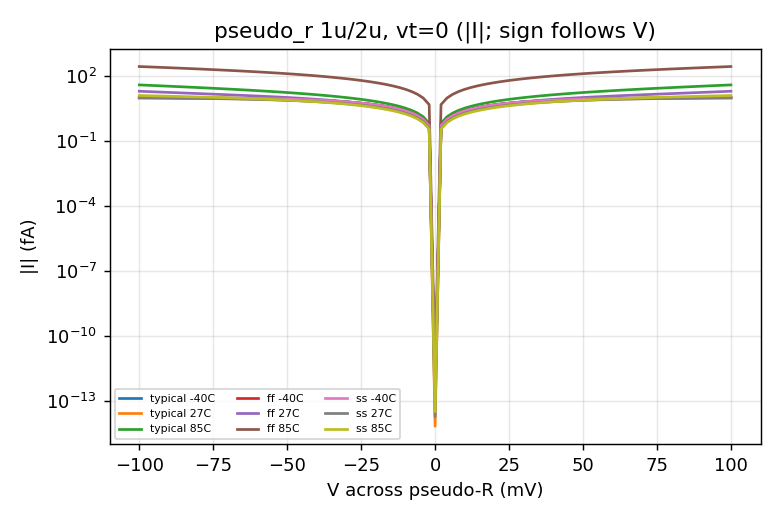 pseudo_r 1u/2u, vt=0 (|I|; sign follows V)
|I| (fA)
10²
10⁻¹
10⁻⁴
10⁻⁷
10⁻¹⁰
10⁻¹³
typical -40C
typical 27C
typical 85C
ff -40C
ff 27C
ff 85C
ss -40C
ss 27C
ss 85C
−100 −75 −50 −25 0 25 50 75 100
V across pseudo-R (mV)